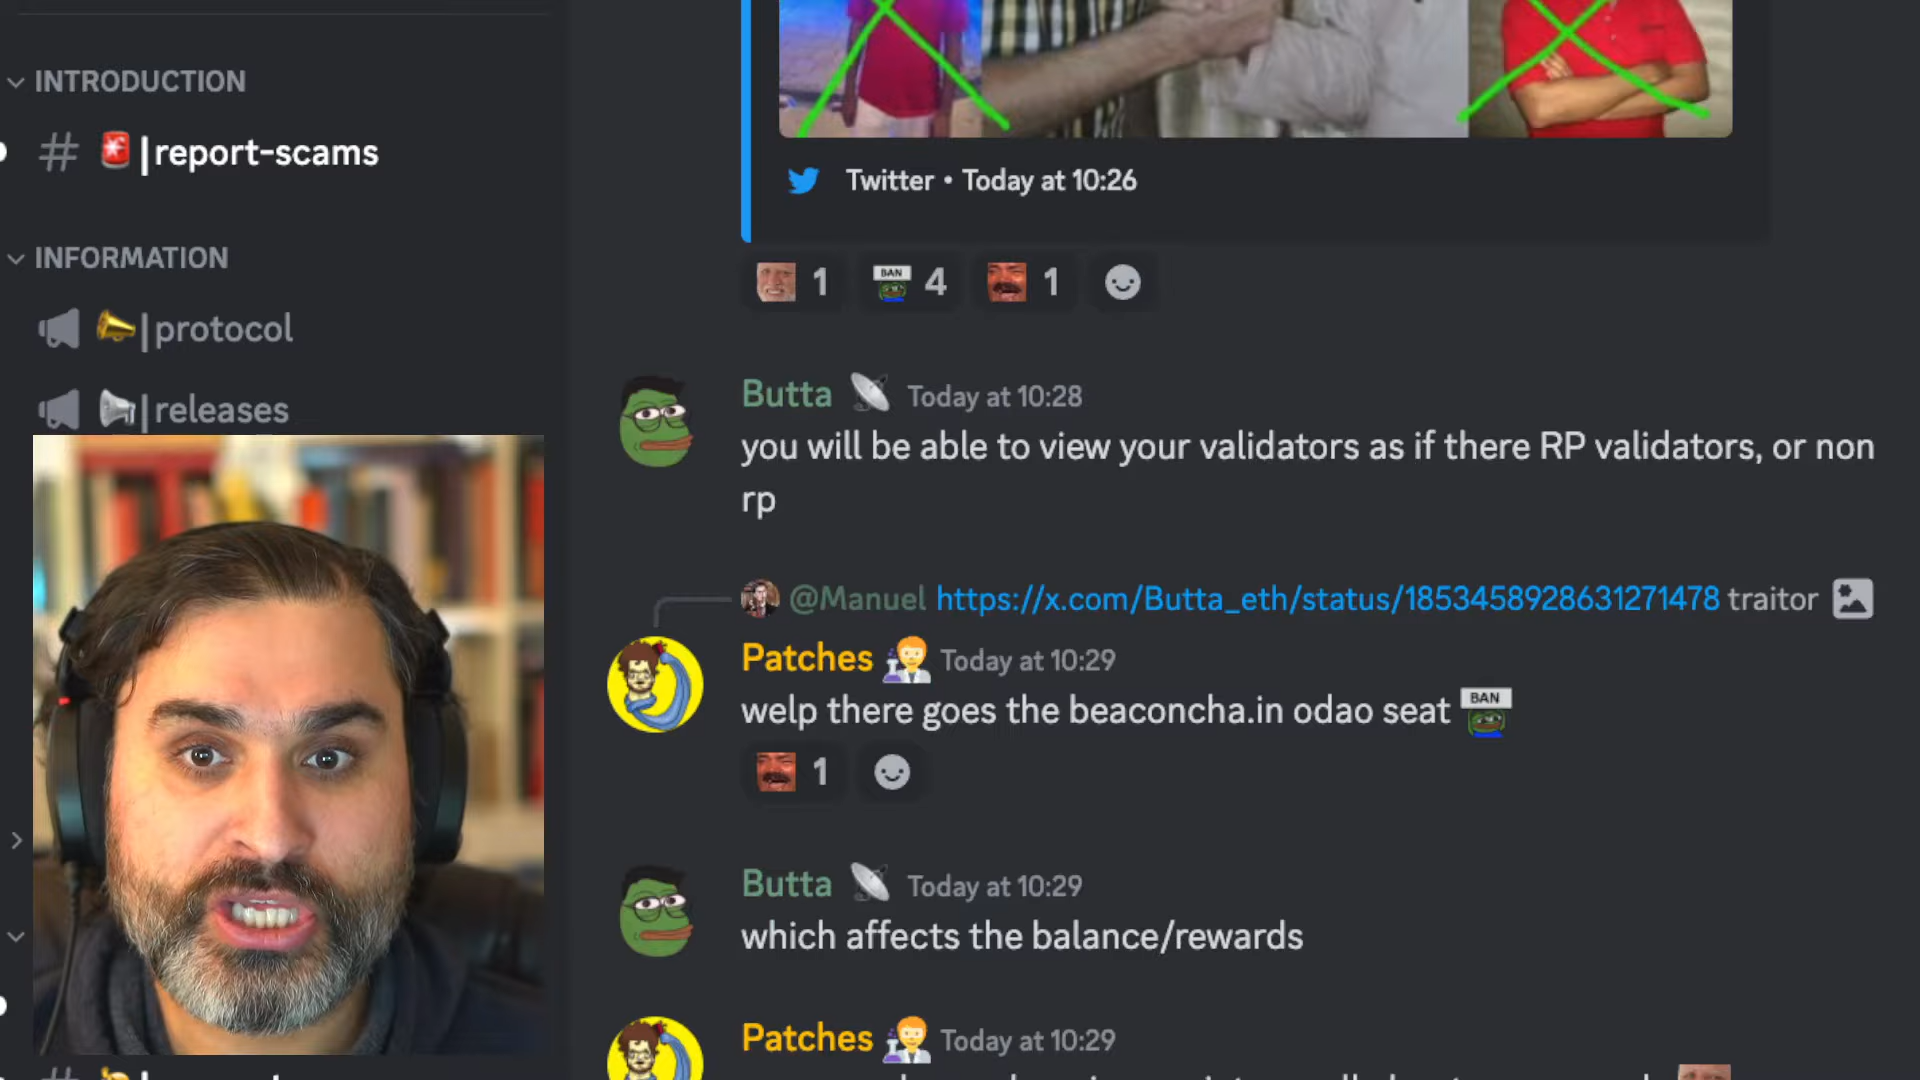 INTRODUCTION
report-scams
INFORMATION
protocol
releases
Twitter • Today at 10:26
1
BAN
4
1
Butta Today at 10:28
you will be able to view your validators as if there RP validators, or non
rp
@Manuel https://x.com/Butta_eth/status/1853458928631271478 traitor
Patches Today at 10:29
welp there goes the beaconcha.in odao seat BAN
1
Butta Today at 10:29
which affects the balance/rewards
Patches Today at 10:29